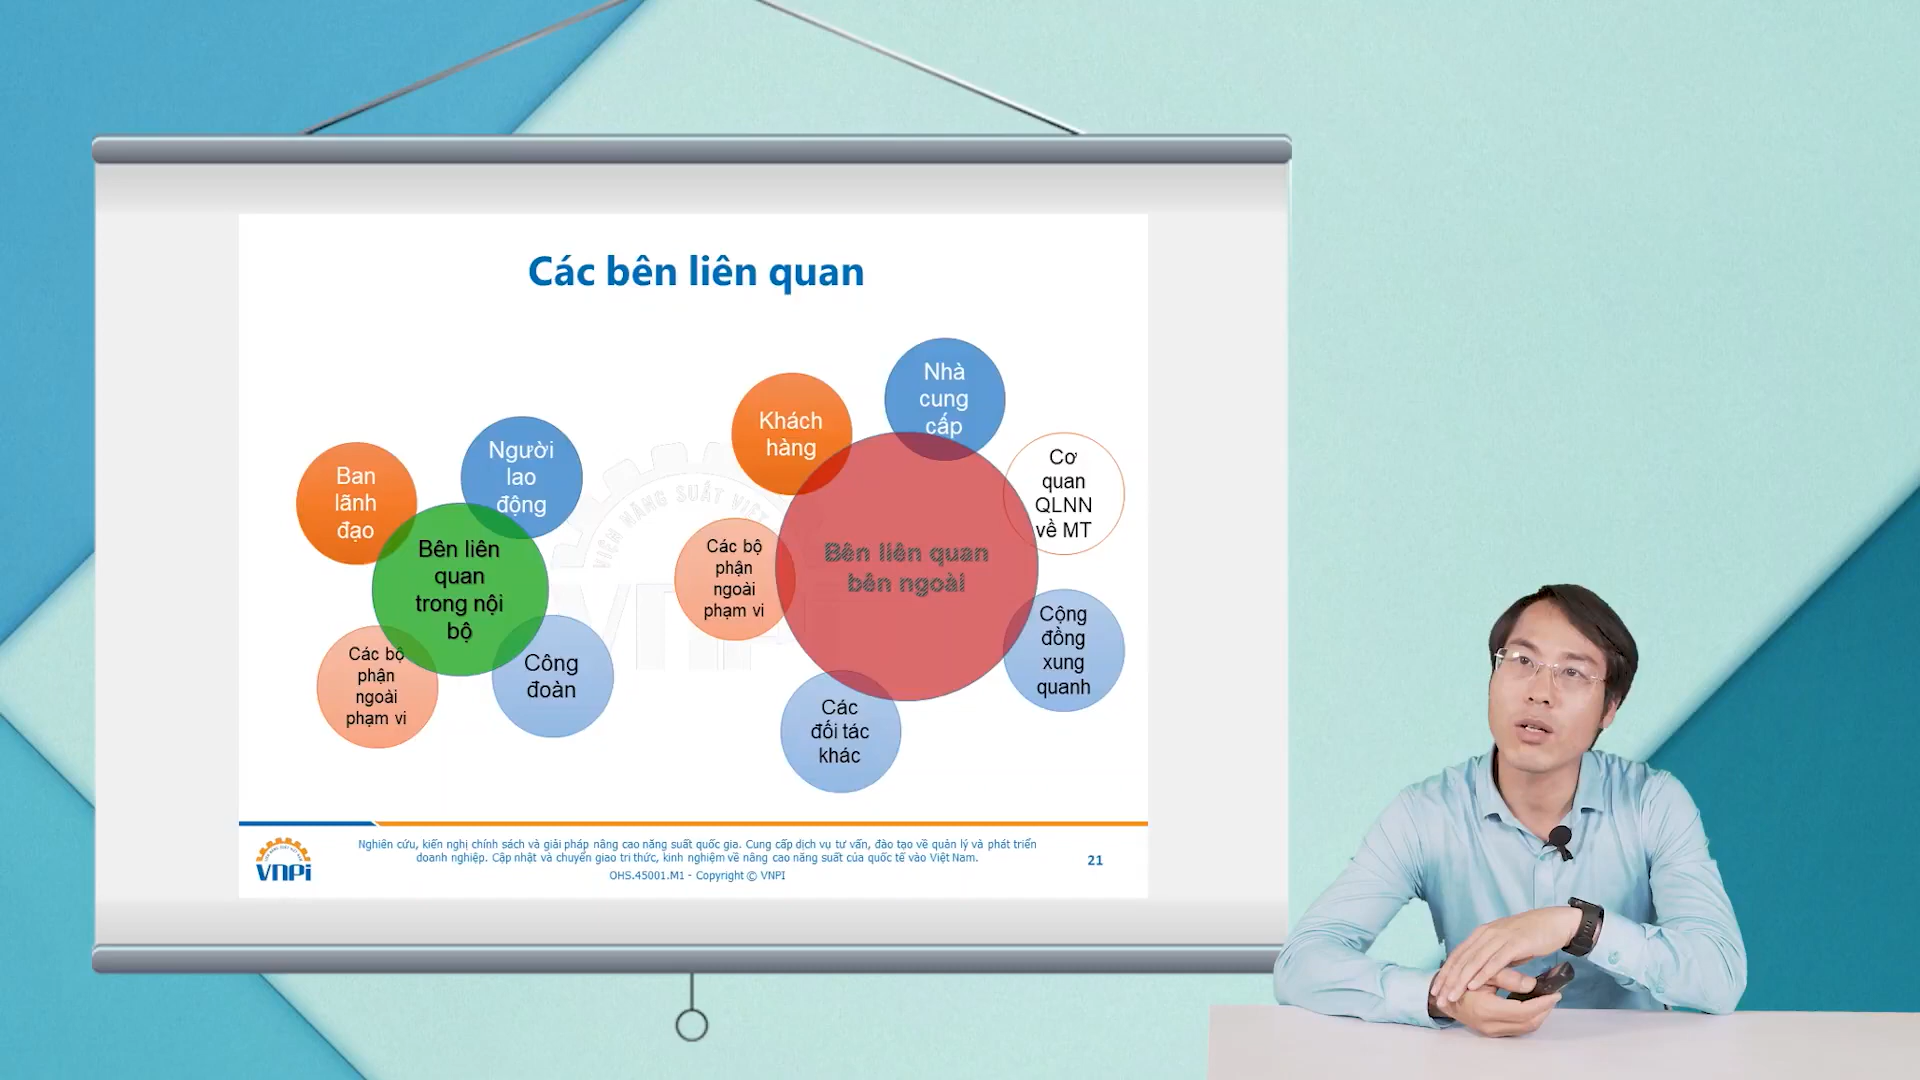 Các bên liên quan
Ban
lãnh
đạo
Người
lao
động
Bên liên
quan
trong nội
bộ
Các bộ
phận
ngoài
phạm vi
Công
đoàn
Khách
hàng
Nhà
cung
cấp
Cơ
quan
QLNN
về MT
Các bộ
phận
ngoài
phạm vi
Bên liên quan
bên ngoài
Cộng
đồng
xung
quanh
Các
đối tác
khác
VIỆN NĂNG SUẤT VIỆT
VNPi
Nghiên cứu, kiến nghị chính sách và giải pháp nâng cao năng suất quốc gia. Cung cấp dịch vụ tư vấn, đào tạo về quản lý và phát triển
doanh nghiệp. Cập nhật và chuyển giao tri thức, kinh nghiệm về nâng cao năng suất của quốc tế vào Việt Nam.
OHS.45001.M1 - Copyright © VNPI
21